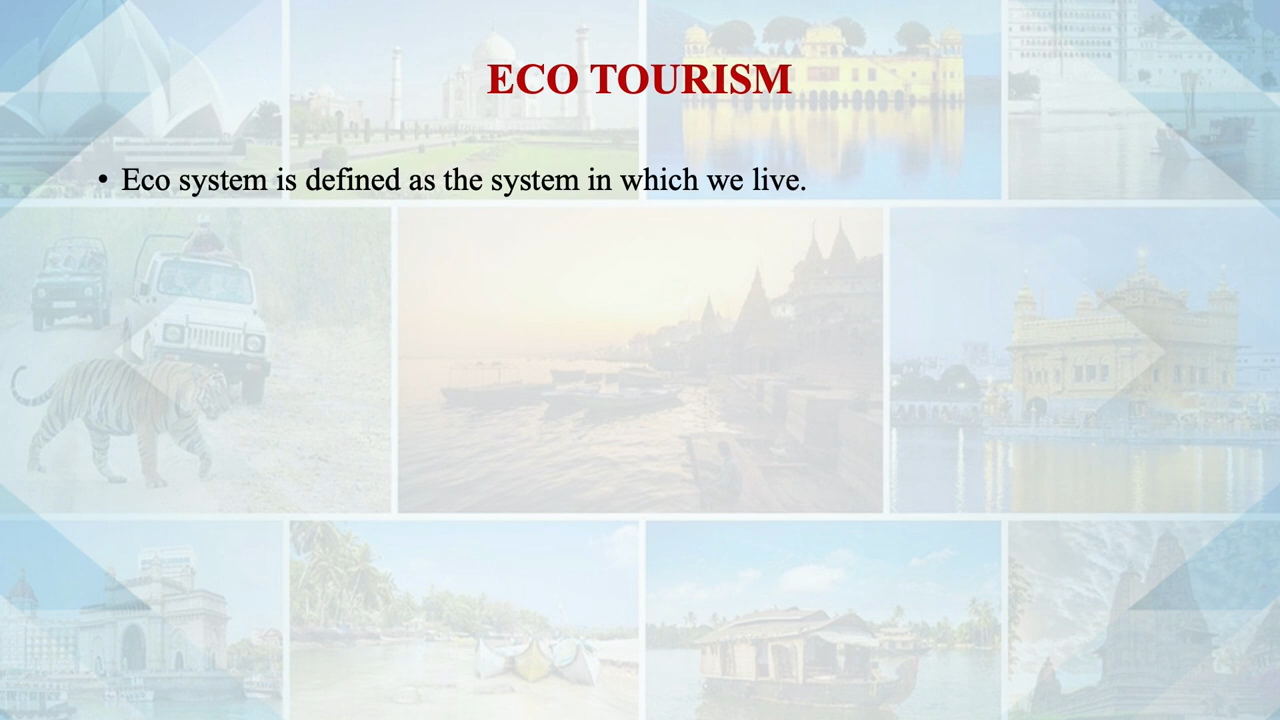 ECO TOURISM
• Eco system is defined as the system in which we live.